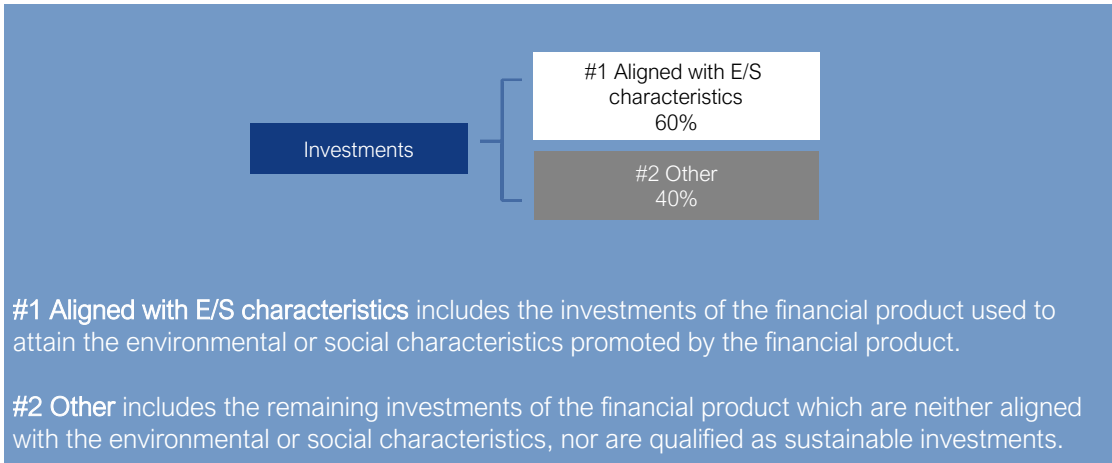 Investments
#1 Aligned with E/S
characteristics
60%
#2 Other
40%
#1 Aligned with E/S characteristics includes the investments of the financial product used to
attain the environmental or social characteristics promoted by the financial product.
#2 Other includes the remaining investments of the financial product which are neither aligned
with the environmental or social characteristics, nor are qualified as sustainable investments.